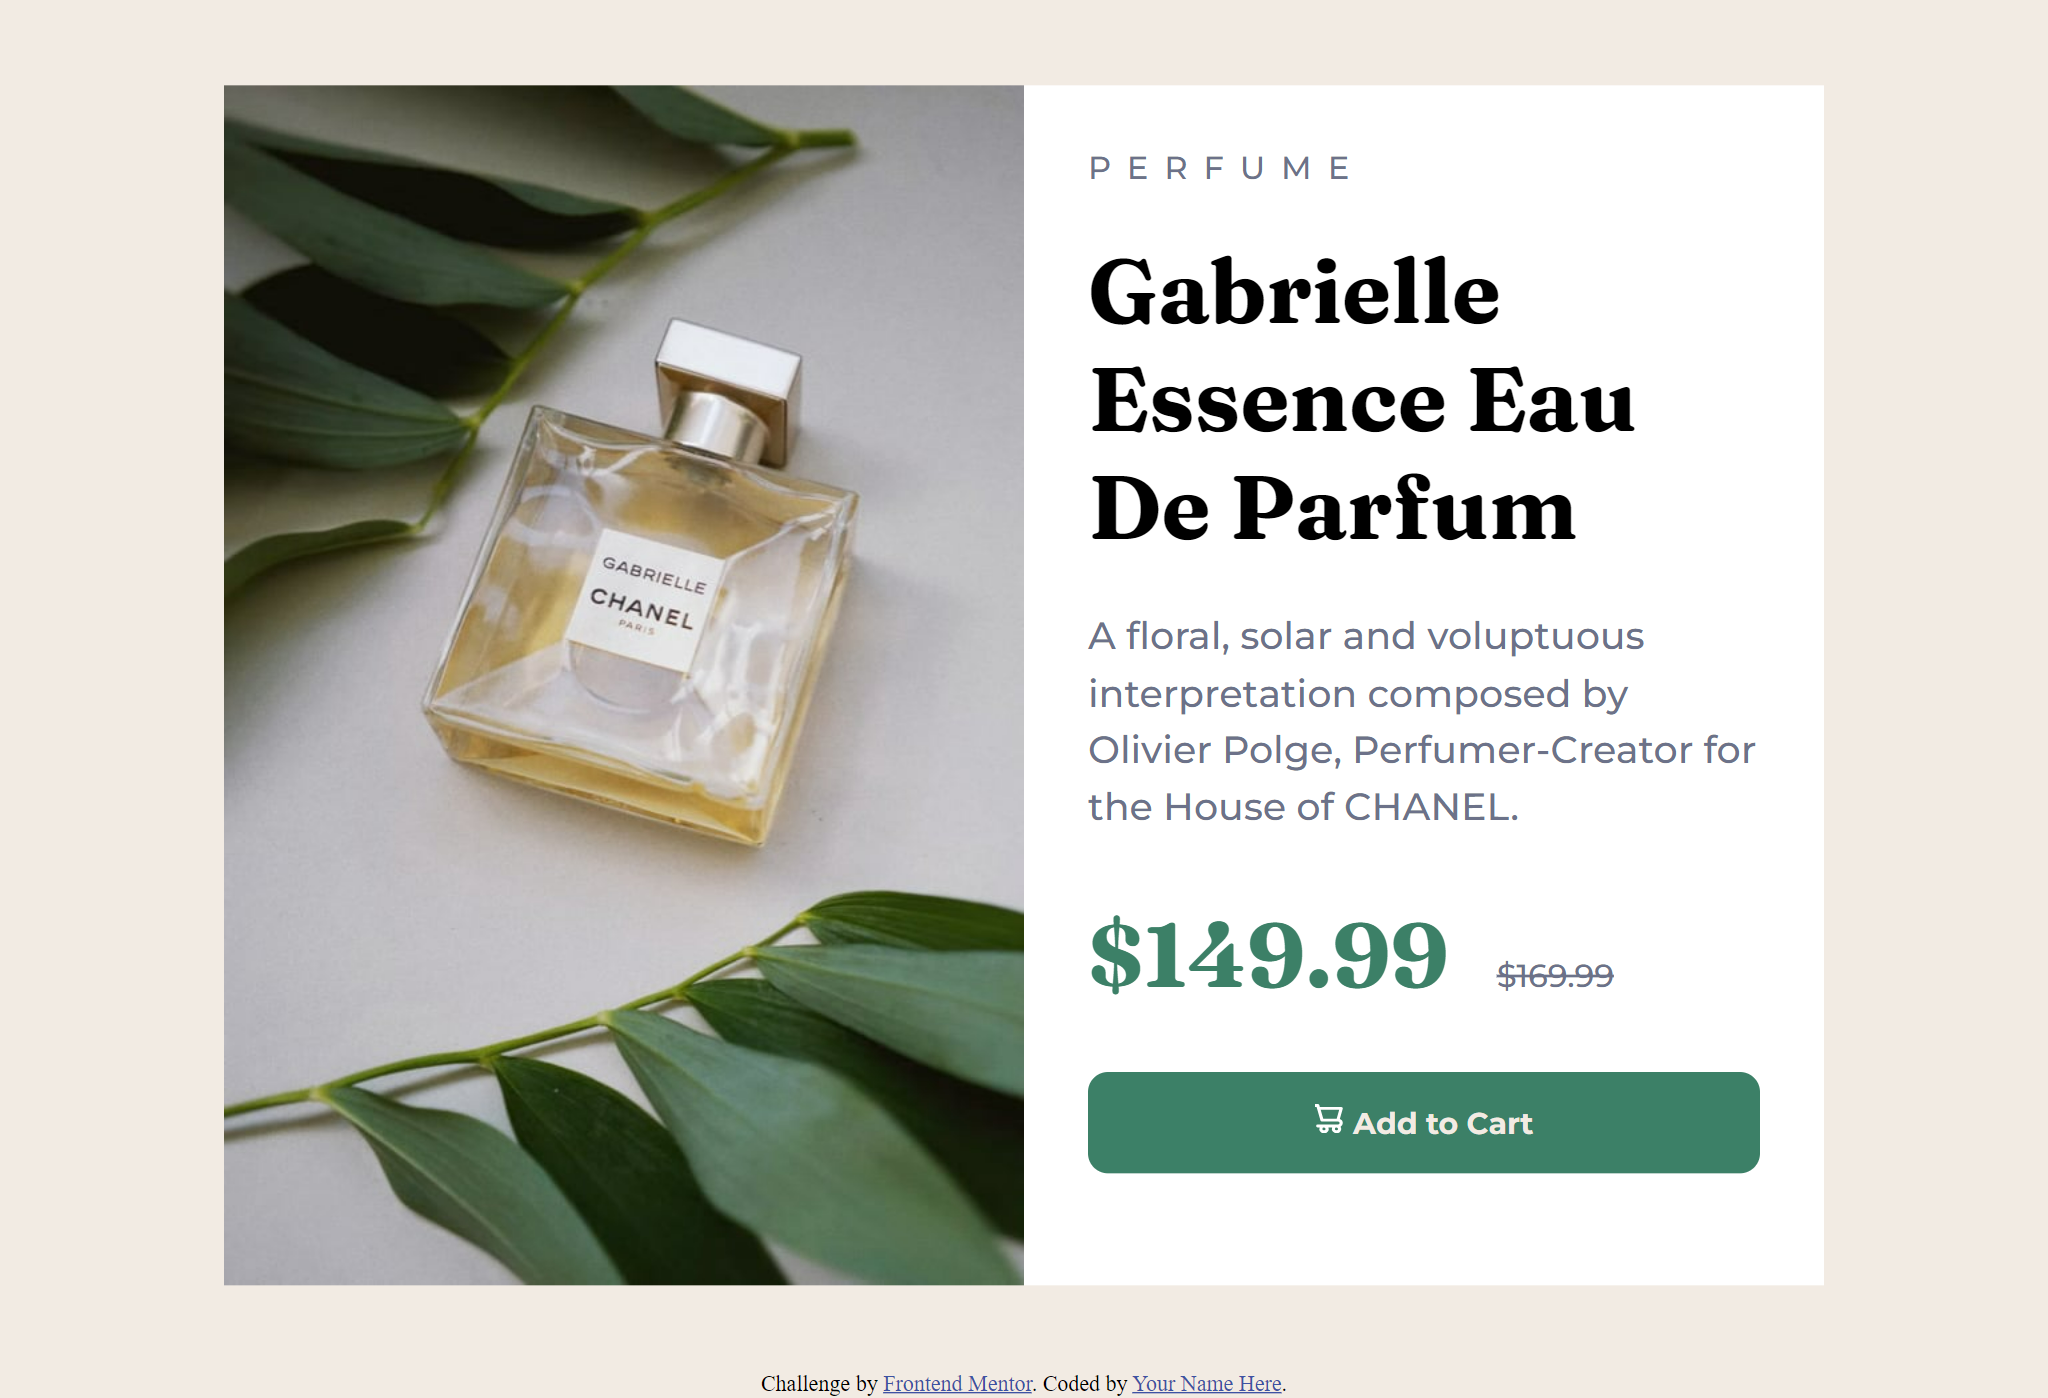 GABRIELLE
CHANEL
PARIS
PERFUME
Gabrielle
Essence Eau
De Parfum
A floral, solar and voluptuous
interpretation composed by
Olivier Polge, Perfumer-Creator for
the House of CHANEL.
$149.99 $169.99
Add to Cart
Challenge by Frontend Mentor. Coded by Your Name Here.